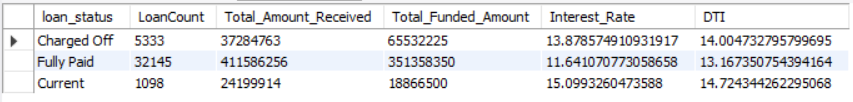 loan_status LoanCount Total_Amount_Received Total_Funded_Amount Interest_Rate DTI
Charged Off 5333 37284763 65532225 13.878574910931917 14.004732795799695
Fully Paid 32145 411586256 351358350 11.641070773058658 13.167350754394164
Current 1098 24199914 18866500 15.0993260473588 14.724344262295068